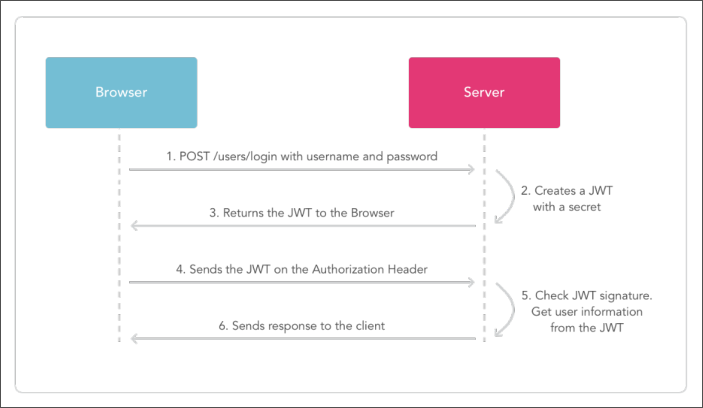 Browser
Server
1. POST /users/login with username and password
2. Creates a JWT
with a secret
3. Returns the JWT to the Browser
4. Sends the JWT on the Authorization Header
5. Check JWT signature.
Get user information
from the JWT
6. Sends response to the client